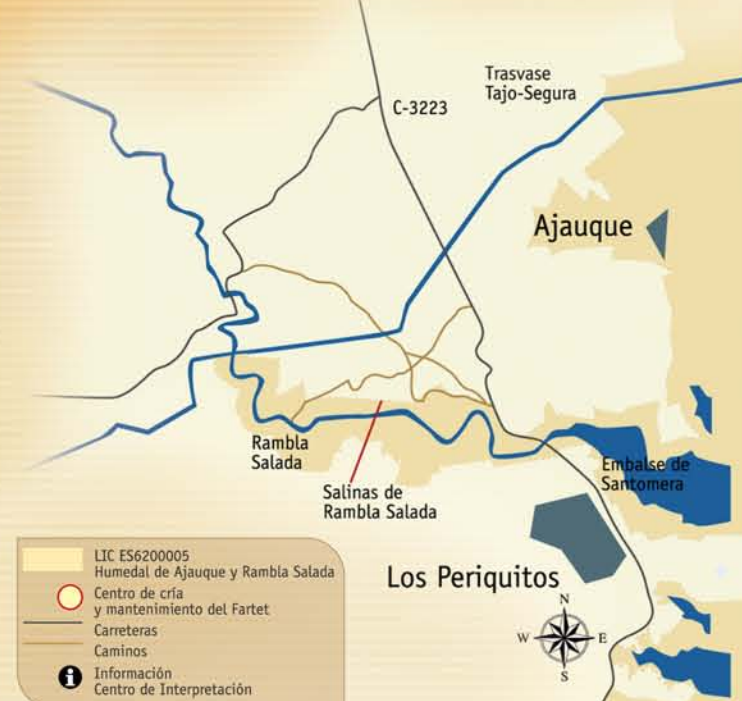 Trasvase
Tajo-Segura
C-3223
Ajauque
Rambla
Salada
Embalse de
Santomera
Salinas de
Rambla Salada
Los Periquitos
N
W
E
S
LIC ES6200005
Humedal de Ajauque y Rambla Salada
Centro de cría
y mantenimiento del Fartet
Carreteras
Caminos
i
Información
Centro de Interpretación